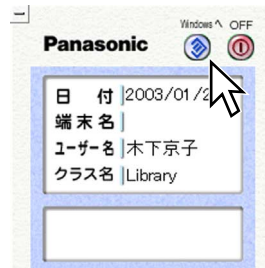 Windowsへ OFF
Panasonic
日 付 2003/01/2
端末名
ユーザー名 木下京子
クラス名 Library